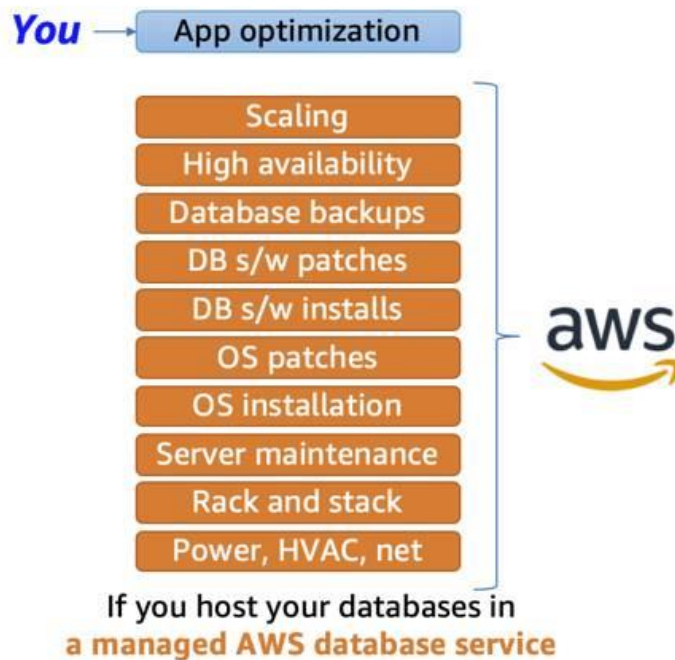 You
App optimization
Scaling
High availability
Database backups
DB s/w patches
DB s/w installs
OS patches
OS installation
Server maintenance
Rack and stack
Power, HVAC, net
aws
If you host your databases in
a managed AWS database service